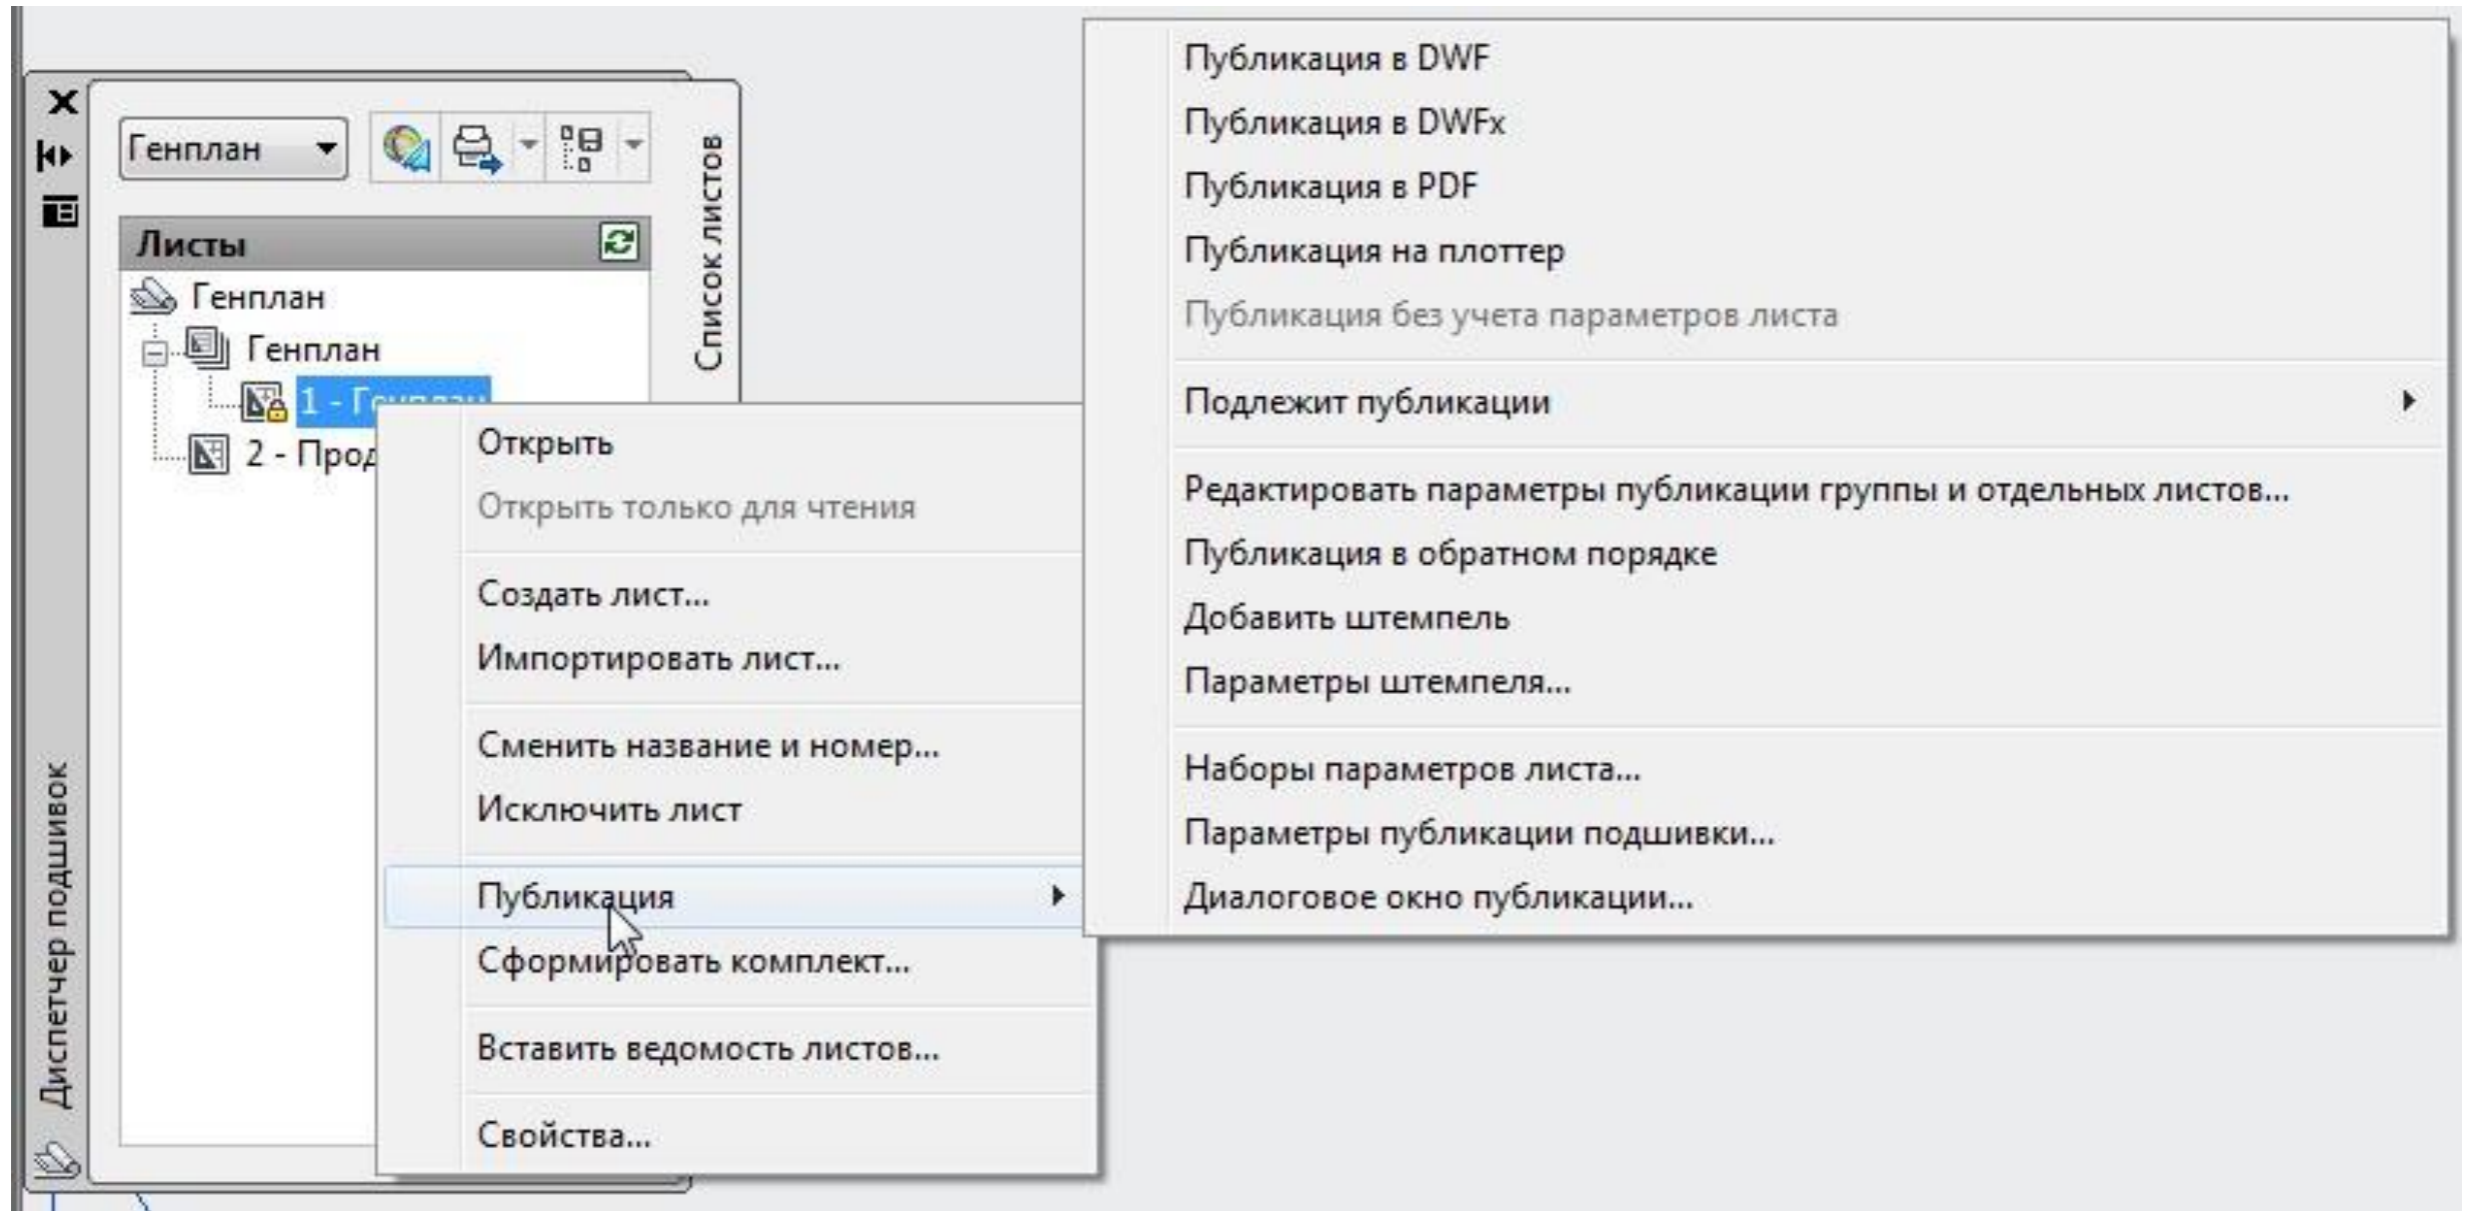 Генплан
Листы
Генплан
Генплан
1 - Генплан
2 - Прод
Список листов
Диспетчер подшивок
Открыть
Открыть только для чтения
Создать лист...
Импортировать лист...
Сменить название и номер...
Исключить лист
Публикация
Сформировать комплект...
Вставить ведомость листов...
Свойства...
Публикация в DWF
Публикация в DWFx
Публикация в PDF
Публикация на плоттер
Публикация без учета параметров листа
Подлежит публикации
Редактировать параметры публикации группы и отдельных листов...
Публикация в обратном порядке
Добавить штемпель
Параметры штемпеля...
Наборы параметров листа...
Параметры публикации подшивки...
Диалоговое окно публикации...